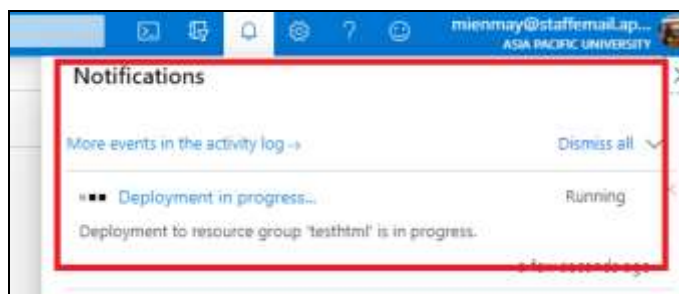 mienmay@staffemail.ap...
ASIA PACIFIC UNIVERSITY
Notifications
More events in the activity log →
Dismiss all
Deployment in progress...
Running
Deployment to resource group 'testhtml' is in progress.
a few seconds ago